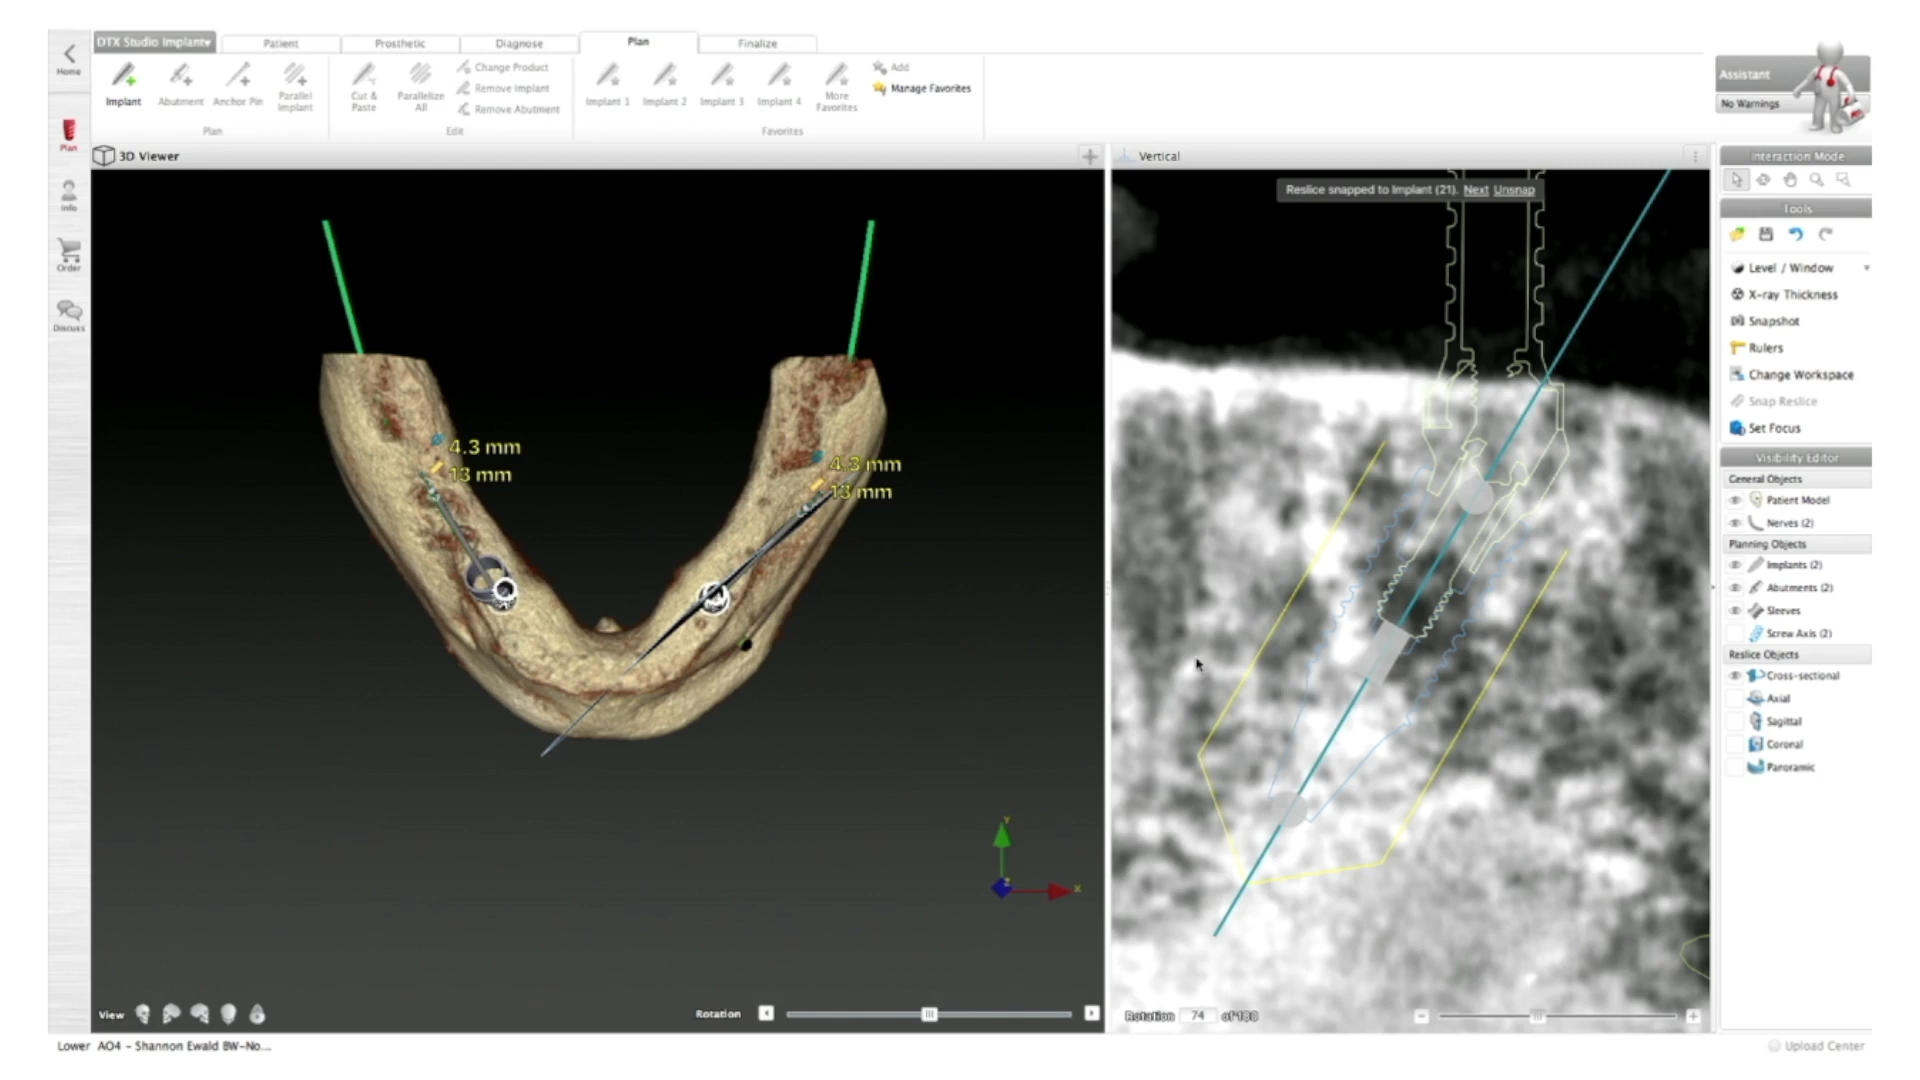 DTX Studio Implant
Patient
Prosthetic
Diagnose
Plan
Finalize
Home
Implant
Abutment
Anchor Pin
Parallel Implant
Plan
Cut & Paste
Parallelize All
Change Product
Remove Implant
Remove Abutment
Edit
Implant 1
Implant 2
Implant 3
Implant 4
More Favorites
Add
Manage Favorites
Favorites
Assistant
No Warnings
Plan
Info
Order
Discuss
3D Viewer
4.3 mm
13 mm
4.3 mm
13 mm
Y
Z
X
View
Rotation
Vertical
Reslice snapped to Implant (21). Next Unsnap
Rotation 74 of 180
Interaction Mode
Tools
Level / Window
X-ray Thickness
Snapshot
Rulers
Change Workspace
Snap Reslice
Set Focus
Visibility Editor
General Objects
Patient Model
Nerves (2)
Planning Objects
Implants (2)
Abutments (2)
Sleeves
Screw Axis (2)
Reslice Objects
Cross-sectional
Axial
Sagittal
Coronal
Panoramic
Lower AO4 - Shannon Ewald BW-No...
Upload Center